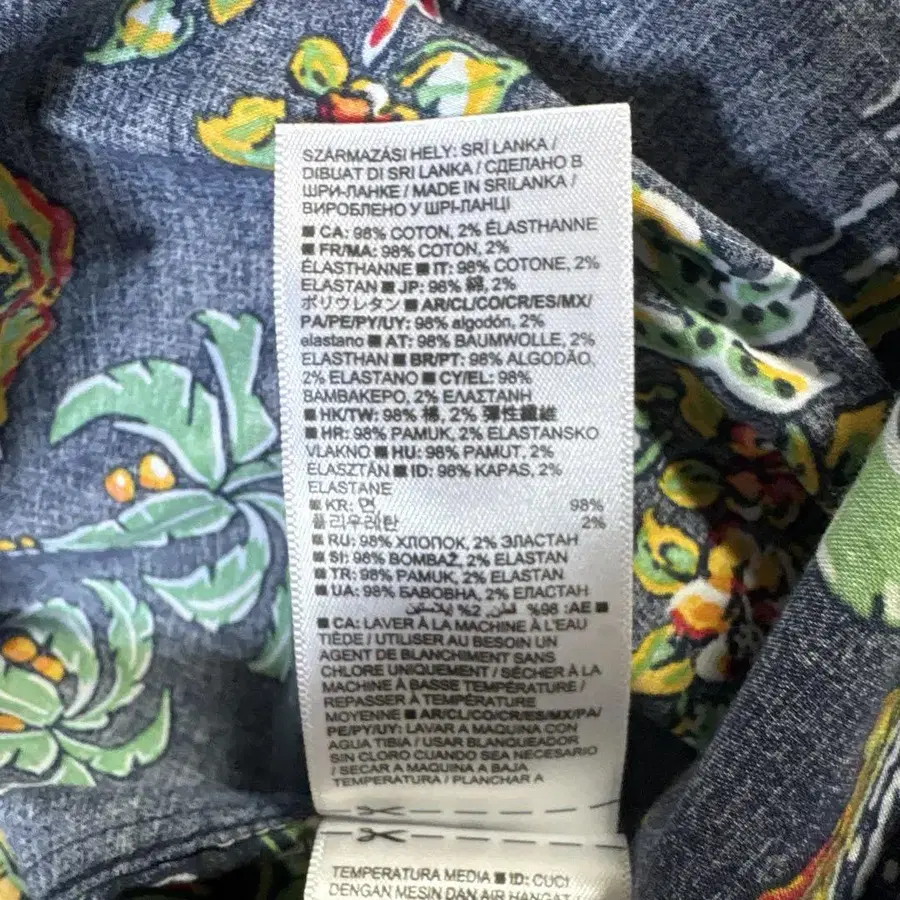 SZÁRMAZÁSI HELY: SRÍ LANKA /
DIBUAT DI SRI LANKA / СДЕЛАНО В
ШРИ-ЛАНКЕ / MADE IN SRILANKA /
ВИРОБЛЕНО У ШРІ-ЛАНЦІ
■ CA: 98% COTON, 2% ÉLASTHANNE
■ FR/MA: 98% COTON, 2%
ÉLASTHANNE ■ IT: 98% COTONE, 2%
ELASTAN ■ JP: 98% 綿, 2%
ポリウレタン ■ AR/CL/CO/CR/ES/MX/
PA/PE/PY/UY: 98% algodón, 2%
elastano ■ AT: 98% BAUMWOLLE, 2%
ELASTHAN ■ BR/PT: 98% ALGODÃO,
2% ELASTANO ■ CY/EL: 98%
ΒΑΜΒΑΚΕΡΟ, 2% ΕΛΑΣΤΑΝΗ
■ HK/TW: 98% 棉, 2% 彈性纖維
■ HR: 98% PAMUK, 2% ELASTANSKO
VLAKNO ■ HU: 98% PAMUT, 2%
ELASZTÁN ■ ID: 98% KAPAS, 2%
ELASTANE
■ KR: 면 98%
폴리우레탄 2%
■ RU: 98% ХЛОПОК, 2% ЭЛАСТАН
■ SI: 98% BOMBAŽ, 2% ELASTAN
■ TR: 98% PAMUK, 2% ELASTAN
■ UA: 98% БАВОВНА, 2% ЕЛАСТАН
■ AE: 98% قطن, 2% إيلاستين
■ CA: LAVER À LA MACHINE À L'EAU
TIÈDE / UTILISER AU BESOIN UN
AGENT DE BLANCHIMENT SANS
CHLORE UNIQUEMENT / SÉCHER À LA
MACHINE À BASSE TEMPÉRATURE /
REPASSER À TEMPÉRATURE
MOYENNE ■ AR/CL/CO/CR/ES/MX/PA/
PE/PY/UY: LAVAR A MAQUINA CON
AGUA TIBIA / USAR BLANQUEADOR
SIN CLORO CUANDO SEA NECESARIO
/ SECAR A MAQUINA A BAJA
TEMPERATURA / PLANCHAR A
TEMPERATURA MEDIA ■ ID: CUCI
DENGAN MESIN DAN AIR HANGAT